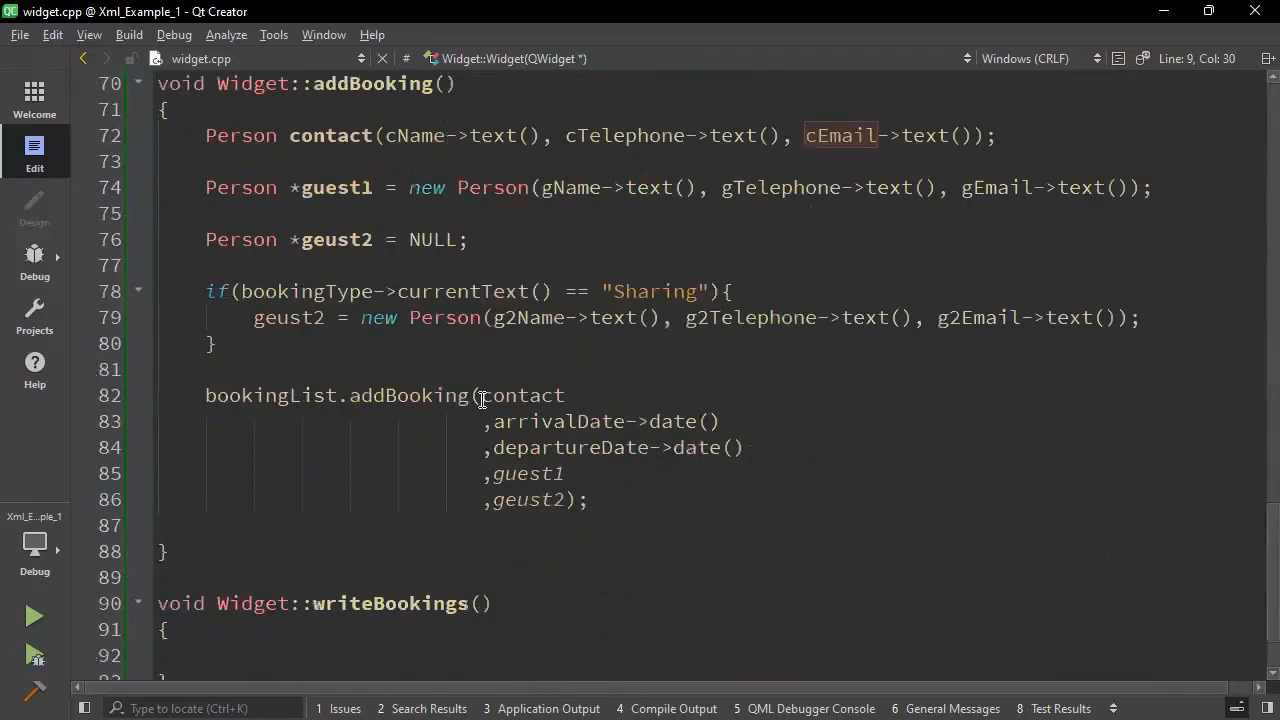 widget.cpp @ Xml_Example_1 - Qt Creator
File Edit View Build Debug Analyze Tools Window Help
widget.cpp # Widget::Widget(QWidget *) Windows (CRLF) Line: 9, Col: 30
Welcome
Edit
Design
Debug
Projects
Help
Xml_E...ple_1
Debug
70 void Widget::addBooking()
71 {
72 Person contact(cName->text(), cTelephone->text(), cEmail->text());
73
74 Person *guest1 = new Person(gName->text(), gTelephone->text(), gEmail->text());
75
76 Person *geust2 = NULL;
77
78 if(bookingType->currentText() == "Sharing"){
79 geust2 = new Person(g2Name->text(), g2Telephone->text(), g2Email->text());
80 }
81
82 bookingList.addBooking(contact
83 ,arrivalDate->date()
84 ,departureDate->date()
85 ,guest1
86 ,geust2);
87
88 }
89
90 void Widget::writeBookings()
91 {
92
Type to locate (Ctrl+K) 1 Issues 2 Search Results 3 Application Output 4 Compile Output 5 QML Debugger Console 6 General Messages 8 Test Results